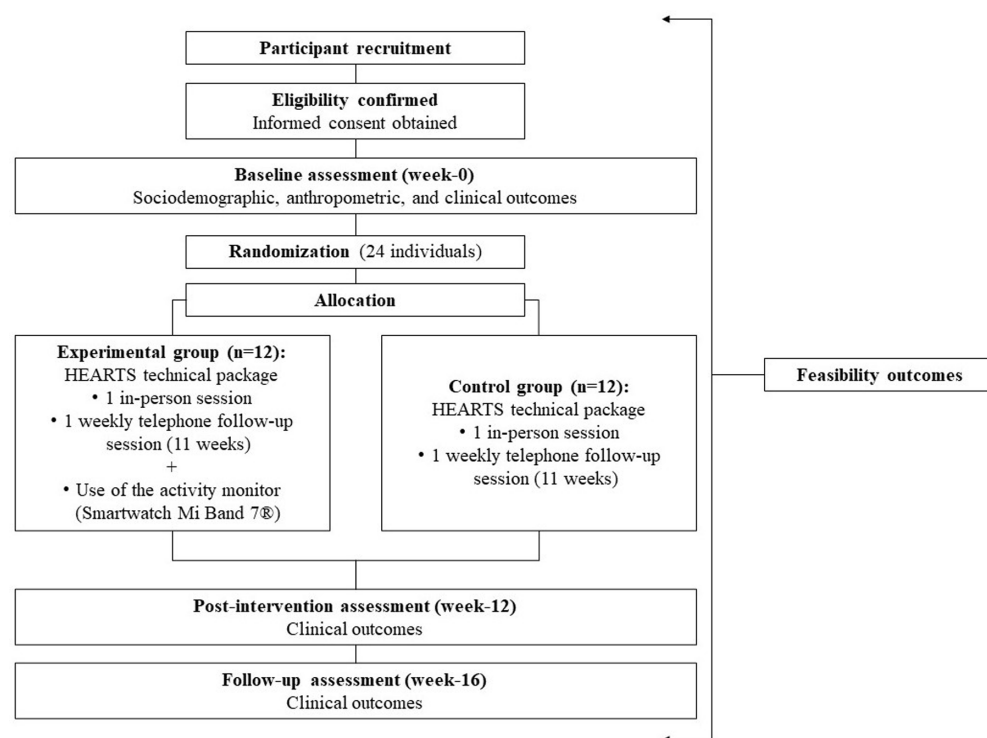 Participant recruitment
Eligibility confirmed
Informed consent obtained
Baseline assessment (week-0)
Sociodemographic, anthropometric, and clinical outcomes
Randomization (24 individuals)
Allocation
Experimental group (n=12):
HEARTS technical package
• 1 in-person session
• 1 weekly telephone follow-up
session (11 weeks)
+
• Use of the activity monitor
(Smartwatch Mi Band 7®)
Control group (n=12):
HEARTS technical package
• 1 in-person session
• 1 weekly telephone follow-up
session (11 weeks)
Feasibility outcomes
Post-intervention assessment (week-12)
Clinical outcomes
Follow-up assessment (week-16)
Clinical outcomes